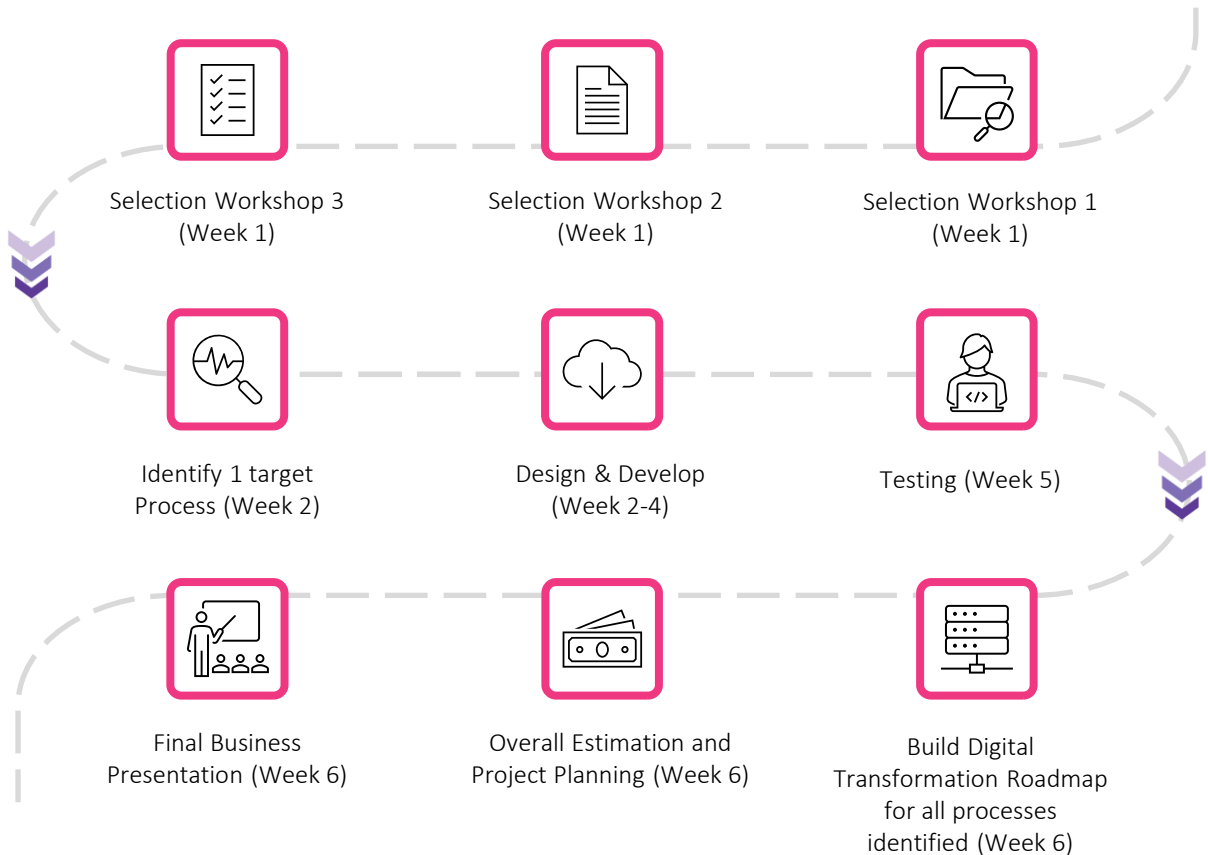 Selection Workshop 3
(Week 1)
Selection Workshop 2
(Week 1)
Selection Workshop 1
(Week 1)
Identify 1 target
Process (Week 2)
Design & Develop
(Week 2-4)
</>
Testing (Week 5)
Final Business
Presentation (Week 6)
Overall Estimation and
Project Planning (Week 6)
Build Digital
Transformation Roadmap
for all processes
identified (Week 6)